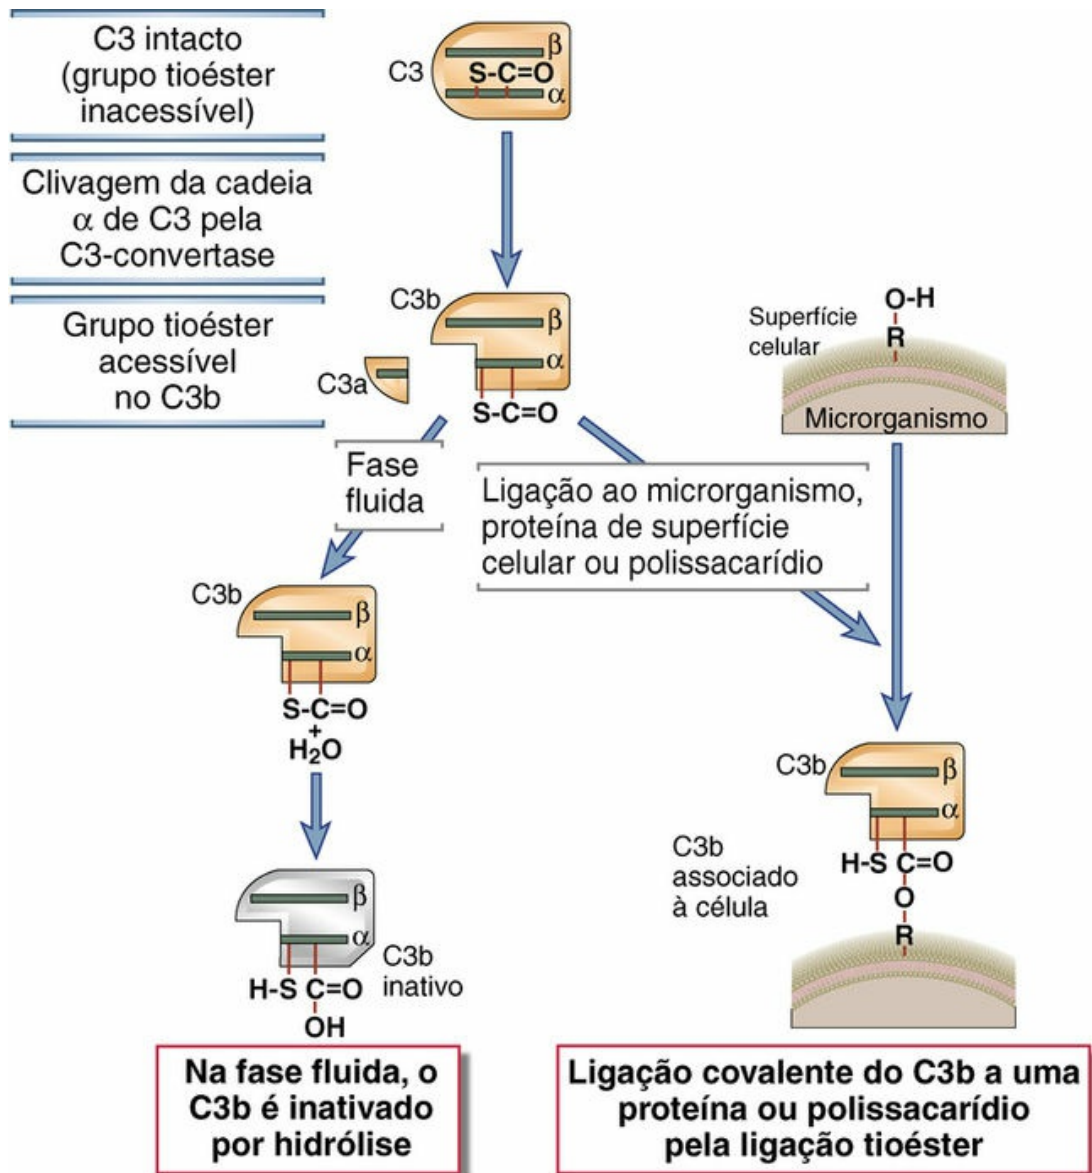 C3 intacto
(grupo tioéster
inacessível)
C3
β
S-C=O
α
Clivagem da cadeia
α de C3 pela
C3-convertase
Grupo tioéster
acessível
no C3b
C3b
β
α
C3a
S-C=O
O-H
R
Superfície
celular
Microrganismo
Fase
fluida
Ligação ao microrganismo,
proteína de superfície
celular ou polissacarídio
C3b
β
α
S-C=O
+
H₂O
β
α
H-S C=O
OH
C3b
inativo
C3b
β
α
H-S C=O
O
R
C3b
associado
à célula
Na fase fluida, o
C3b é inativado
por hidrólise
Ligação covalente do C3b a uma
proteína ou polissacarídio
pela ligação tioéster